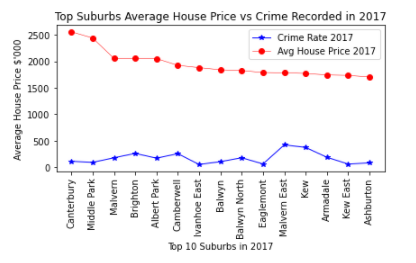 Top Suburbs Average House Price vs Crime Recorded in 2017
Crime Rate 2017
Avg House Price 2017
Average House Price $'000
2500
2000
1500
1000
500
0
Canterbury
Middle Park
Malvern
Brighton
Albert Park
Camberwell
Ivanhoe East
Balwyn
Balwyn North
Eaglemont
Malvern East
Kew
Armadale
Kew East
Ashburton
Top 10 Suburbs in 2017